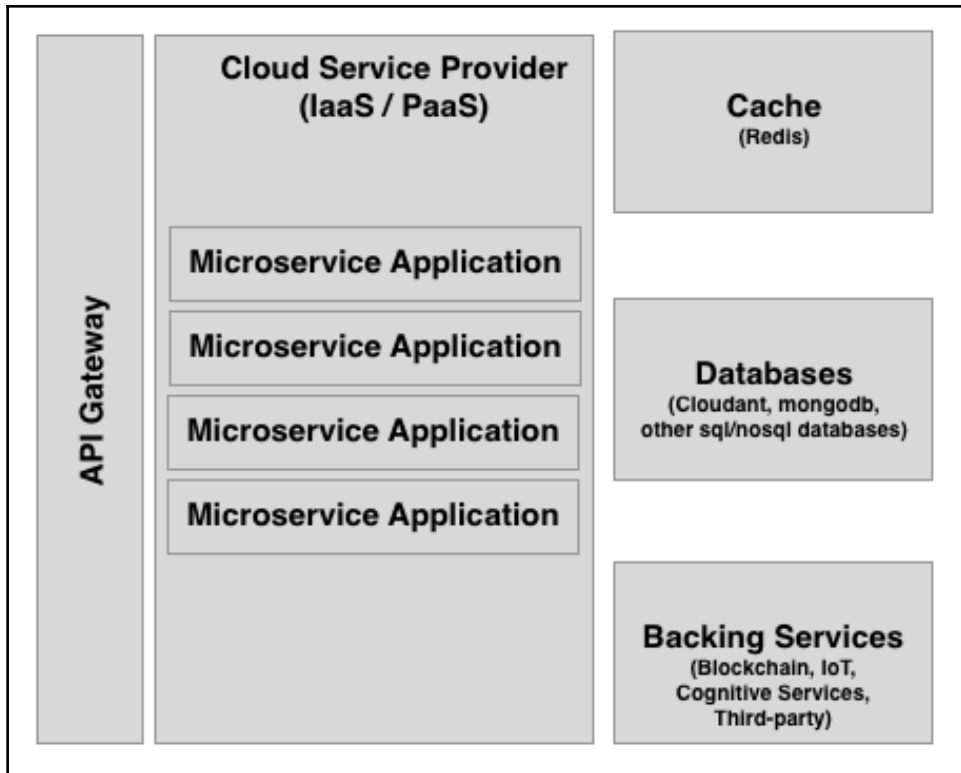 API Gateway
Cloud Service Provider
(IaaS / PaaS)
Microservice Application
Microservice Application
Microservice Application
Microservice Application
Cache
(Redis)
Databases
(Cloudant, mongodb,
other sql/nosql databases)
Backing Services
(Blockchain, IoT,
Cognitive Services,
Third-party)